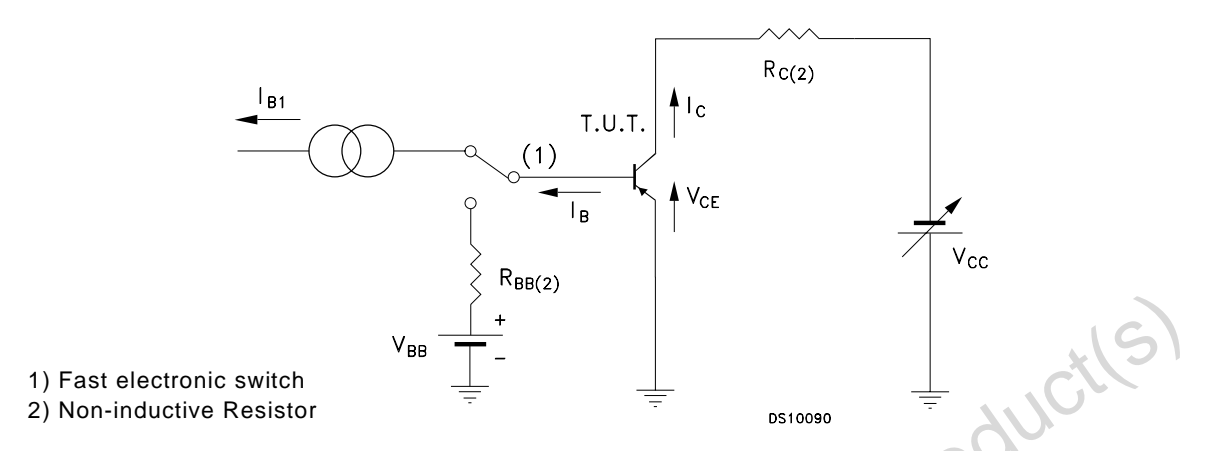 I_B1
R_C(2)
I_C
T.U.T.
(1)
V_CE
I_B
V_CC
R_BB(2)
+
V_BB
−
1) Fast electronic switch
2) Non-inductive Resistor
DS10090
duct(s)